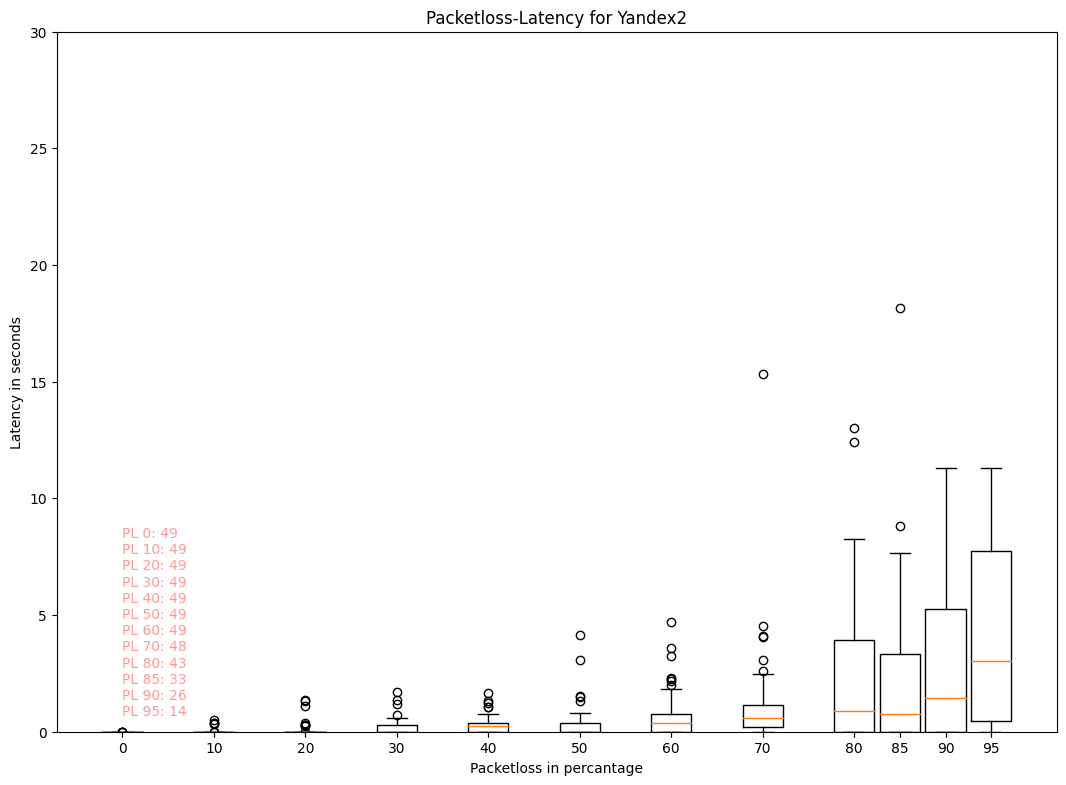 Packetloss-Latency for Yandex2
30
25
20
15
10
5
0
Latency in seconds
PL 0: 49
PL 10: 49
PL 20: 49
PL 30: 49
PL 40: 49
PL 50: 49
PL 60: 49
PL 70: 48
PL 80: 43
PL 85: 33
PL 90: 26
PL 95: 14
0 10 20 30 40 50 60 70 80 85 90 95
Packetloss in percantage